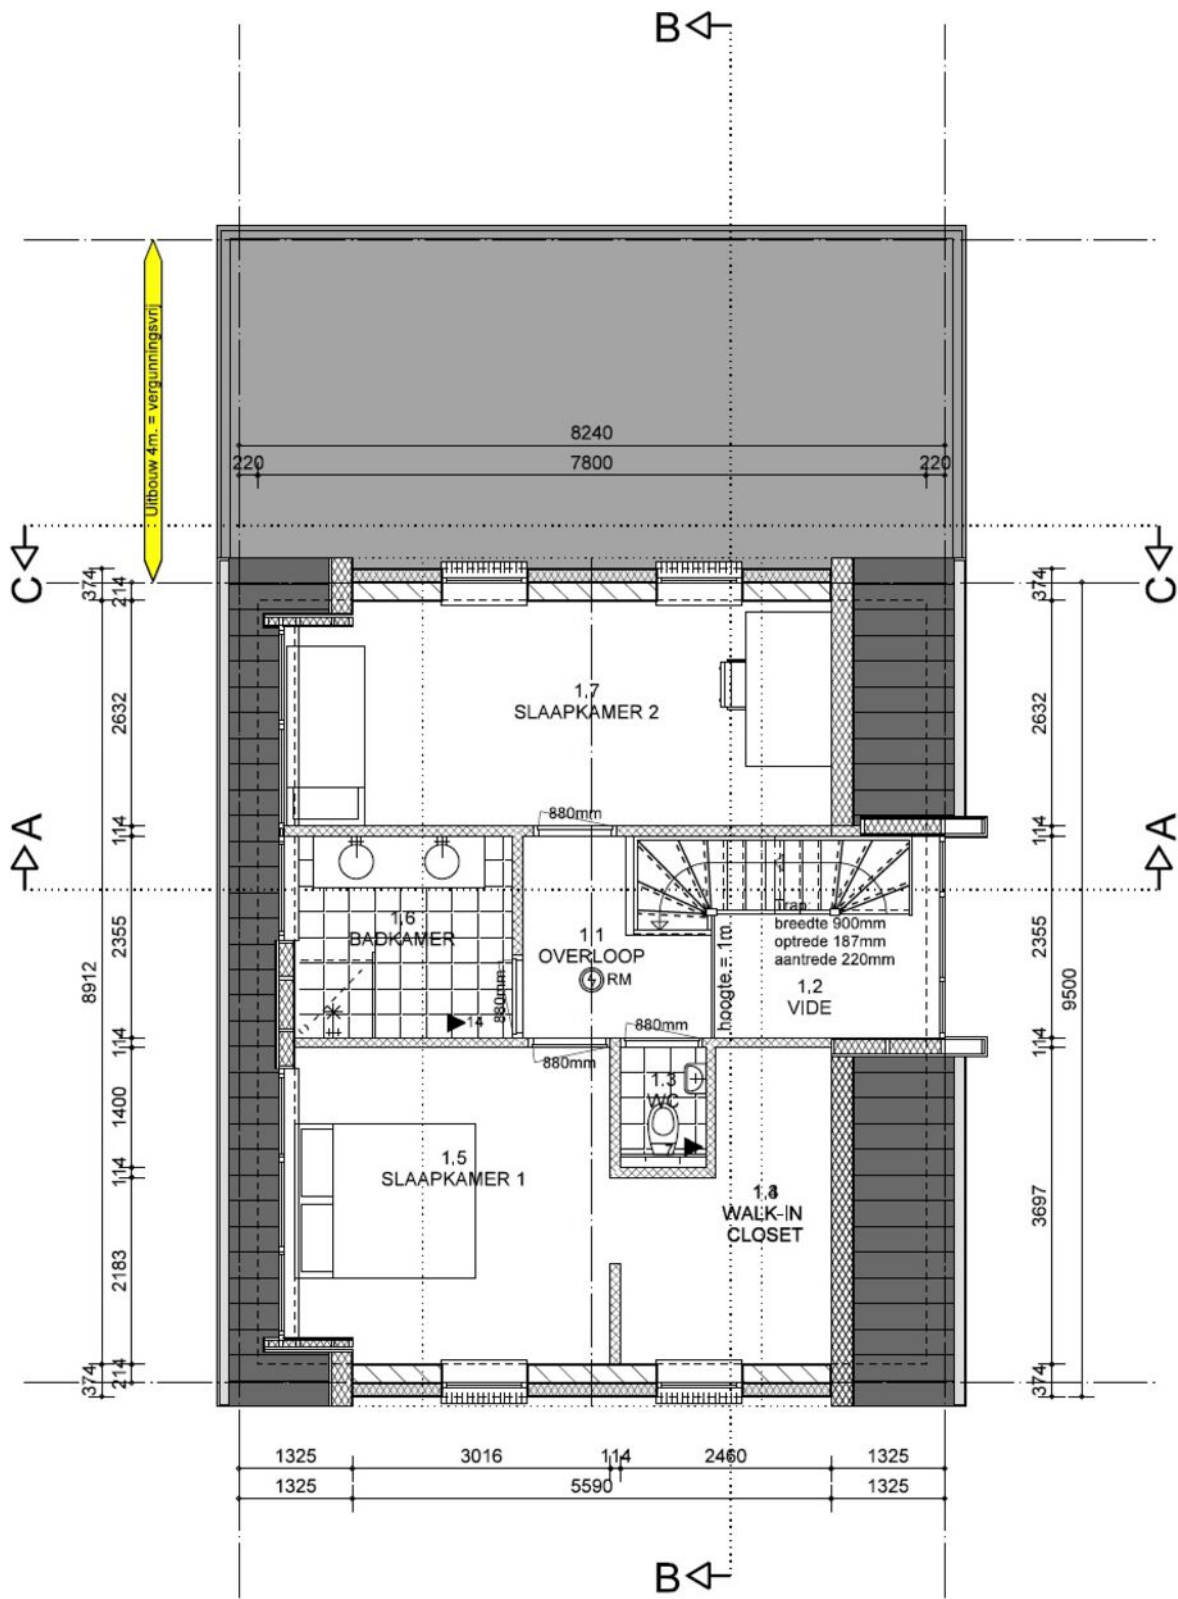 B
Uitbouw 4m. = vergunningsvrij
8240
220 7800 220
C
C
374
214
374
2632
1,7
SLAAPKAMER 2
2632
880mm
A
A
114
114
Trap:
breedte 900mm
optrede 187mm
aantrede 220mm
1,6
BADKAMER
1,1
OVERLOOP
RM
hoogte = 1m
1,2
VIDE
2355
2355
8912
9500
880mm
14
880mm
880mm
114
114
1.3
WC
7
1400
1,5
SLAAPKAMER 1
114
WALK-IN
CLOSET
3697
2183
374
214
374
1325 3016 114 2460 1325
1325 5590 1325
B